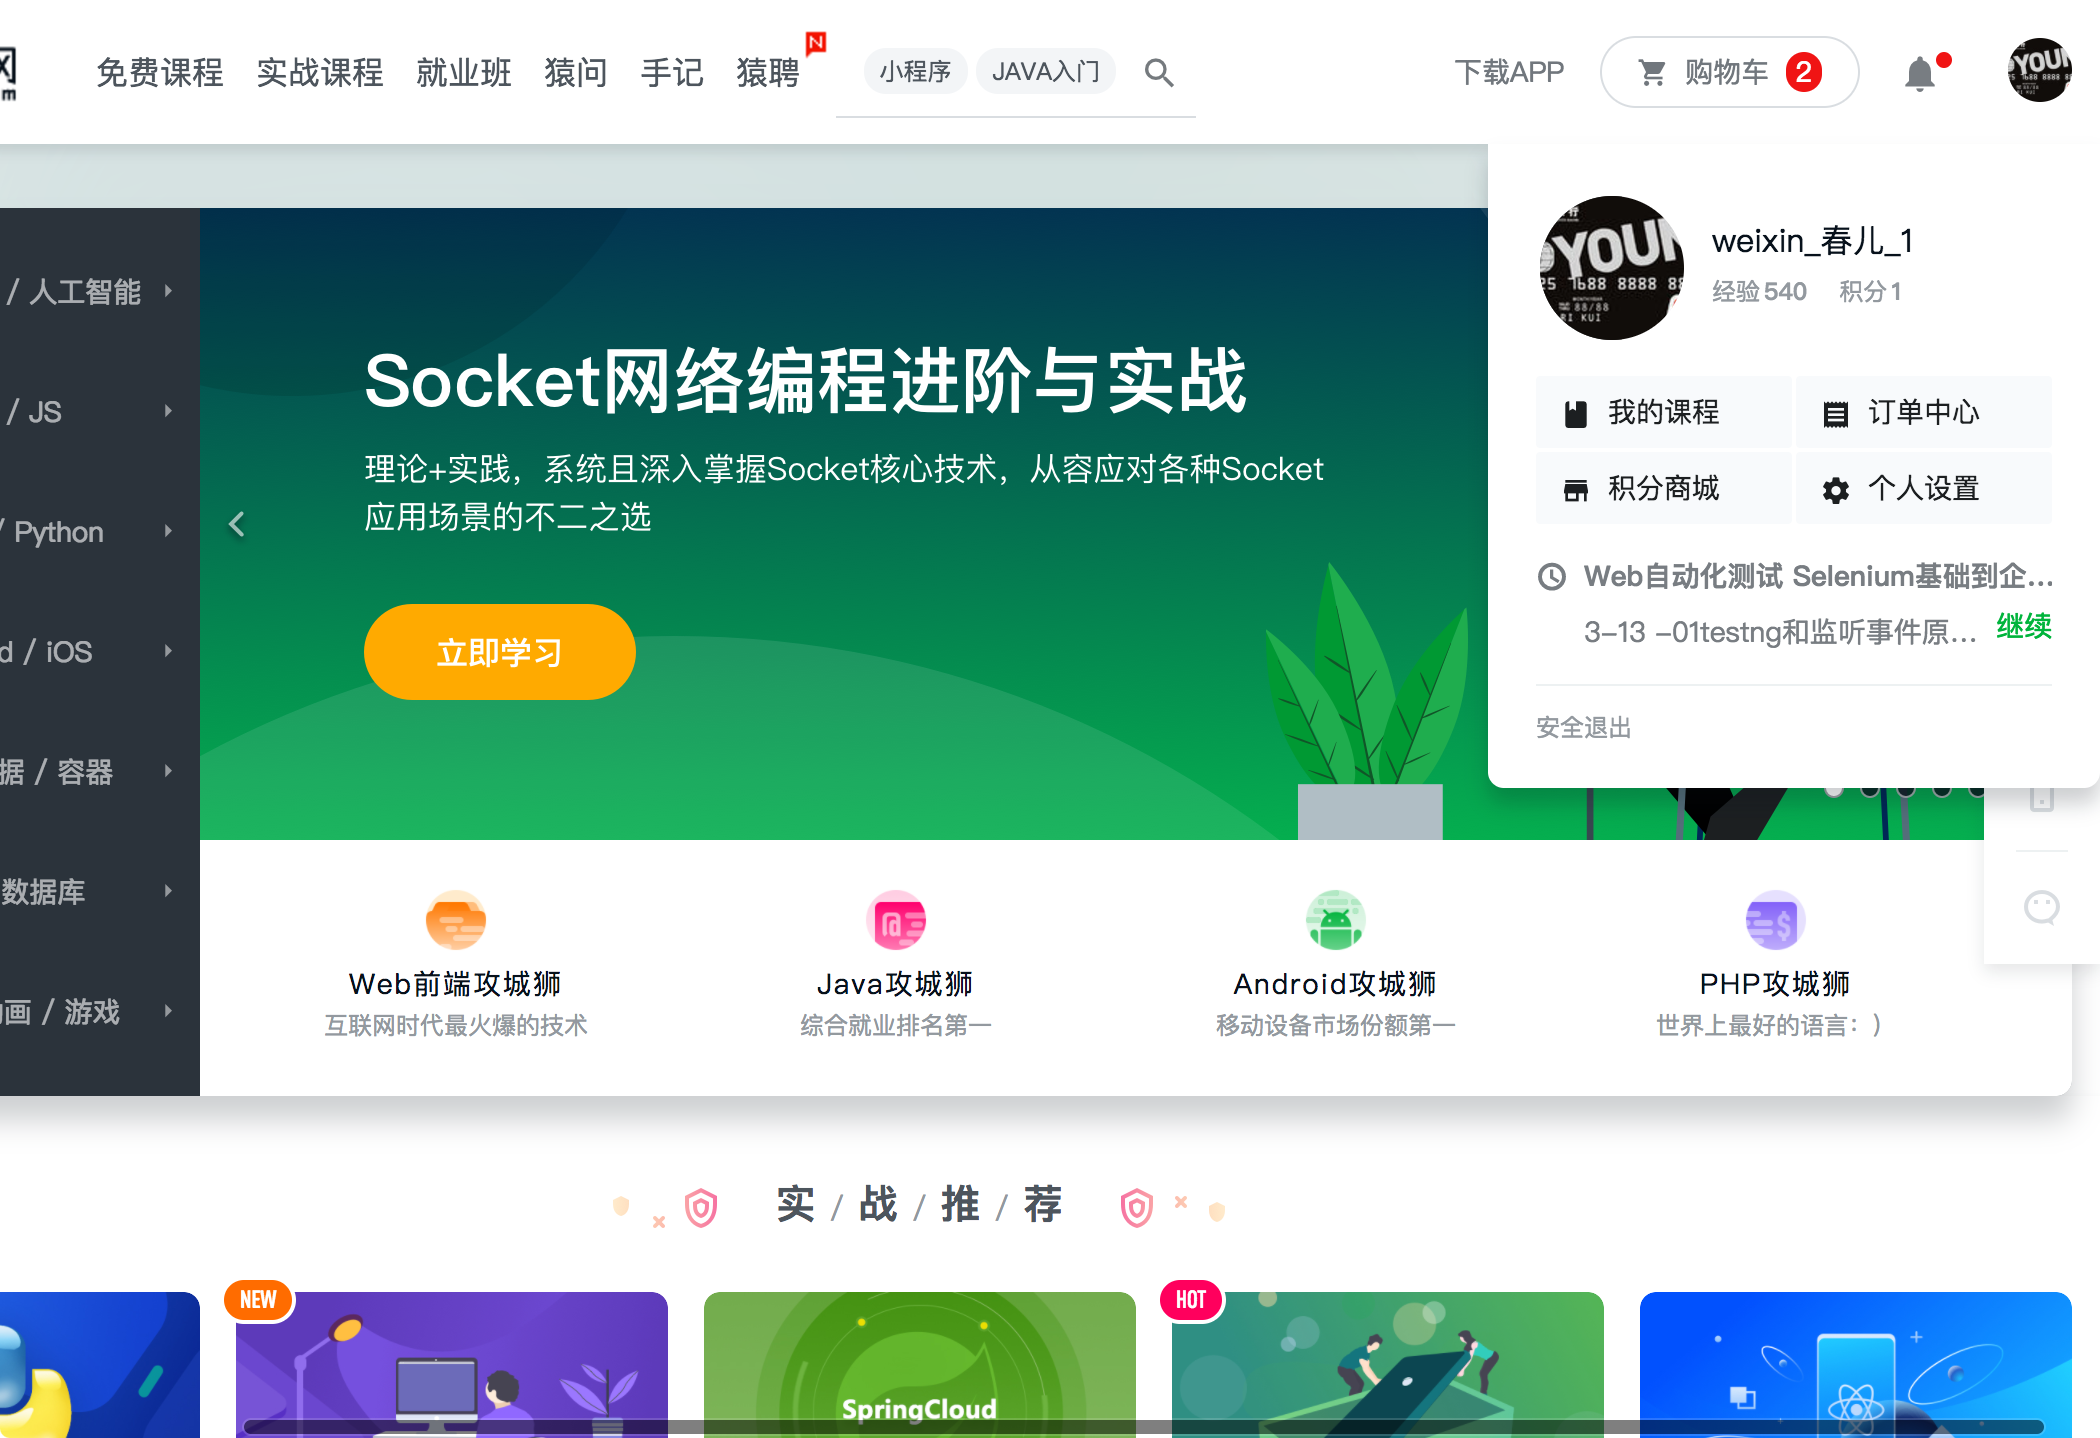 免费课程 实战课程 就业班 猿问 手记 猿聘 N
小程序 JAVA入门
下载APP 购物车 2
weixin_春儿_1
经验540 积分1
我的课程 订单中心
积分商城 个人设置
Web自动化测试 Selenium基础到企...
3-13 -01testng和监听事件原... 继续
安全退出
/ 人工智能
/ JS
/ Python
d / iOS
据 / 容器
数据库
画 / 游戏
Socket网络编程进阶与实战
理论+实践，系统且深入掌握Socket核心技术，从容应对各种Socket
应用场景的不二之选
立即学习
Web前端攻城狮
互联网时代最火爆的技术
Java攻城狮
综合就业排名第一
Android攻城狮
移动设备市场份额第一
PHP攻城狮
世界上最好的语言：）
实 / 战 / 推 / 荐
NEW
SpringCloud
HOT